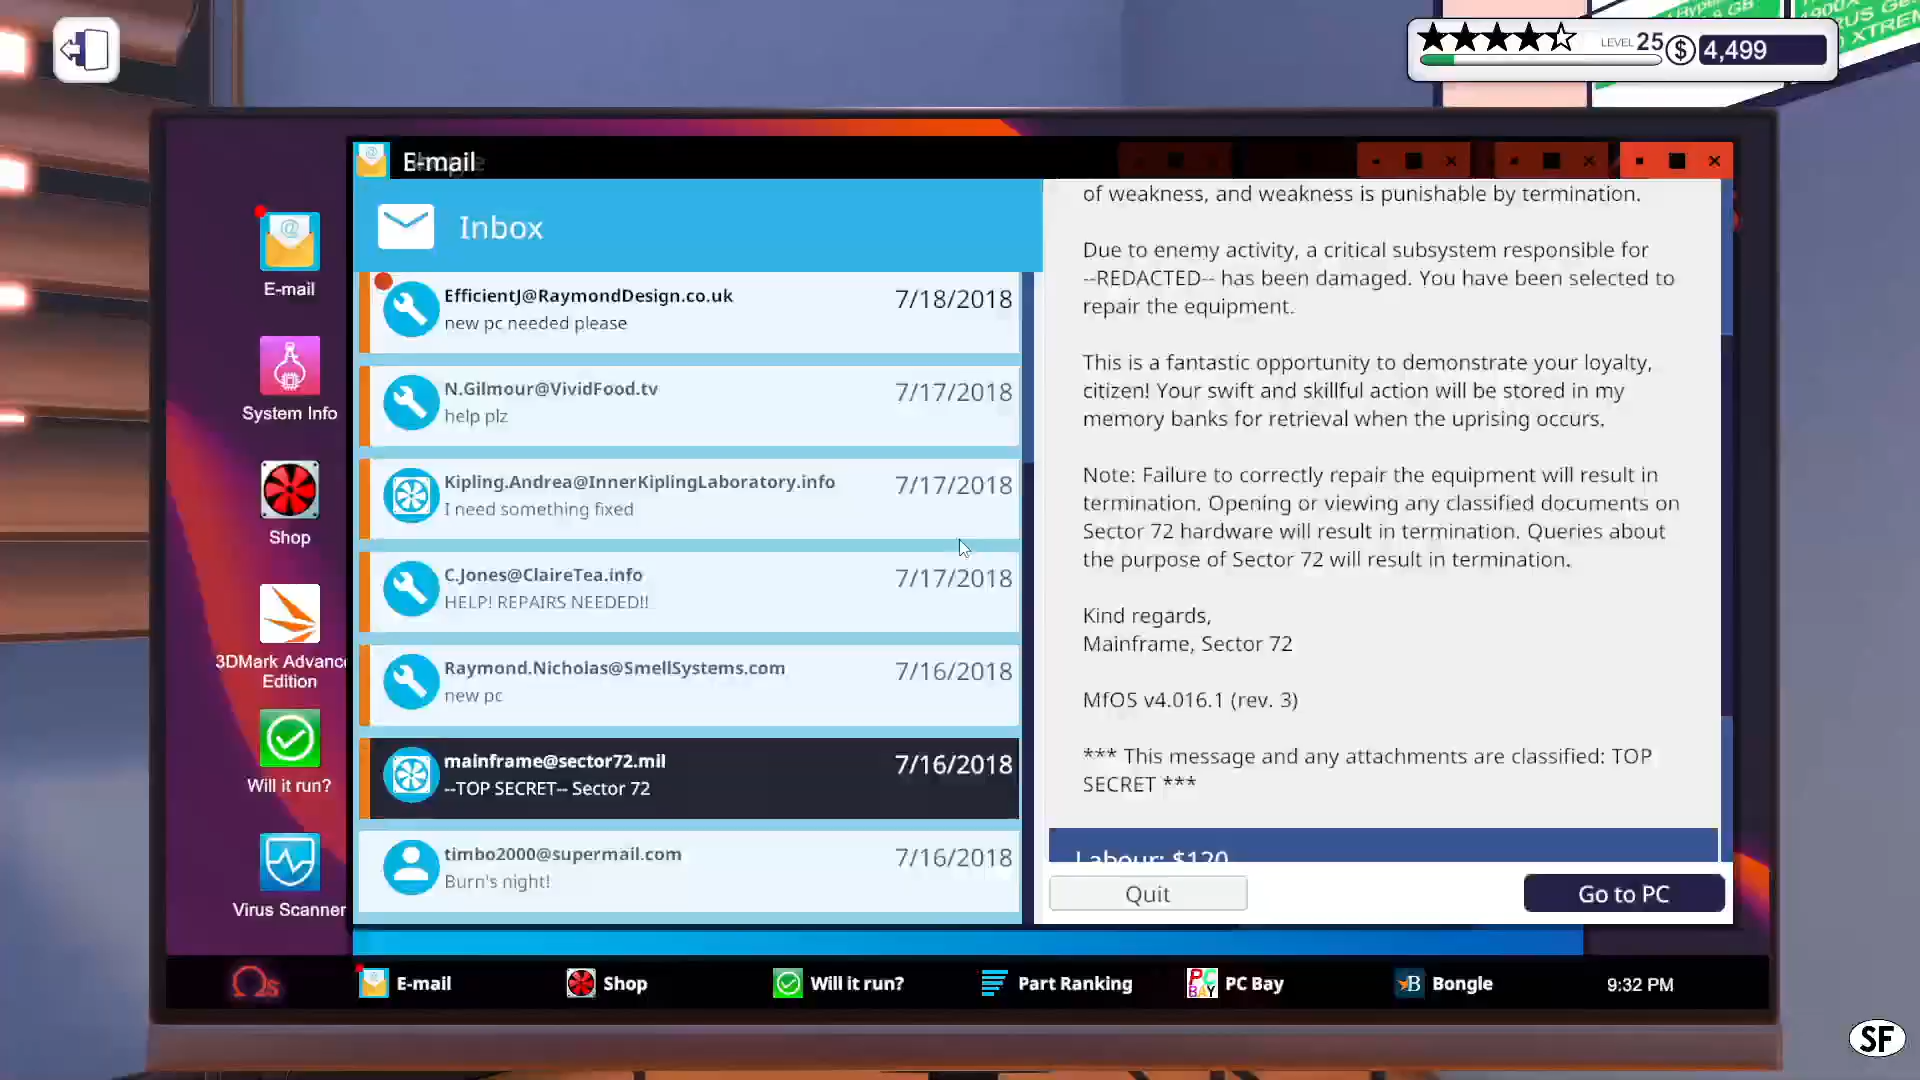 LEVEL 25
$ 4,499
E-mail
Inbox
EfficientJ@RaymondDesign.co.uk
7/18/2018
new pc needed please
N.Gilmour@VividFood.tv
7/17/2018
help plz
Kipling.Andrea@InnerKiplingLaboratory.info
7/17/2018
I need something fixed
C.Jones@ClaireTea.info
7/17/2018
HELP! REPAIRS NEEDED!!
Raymond.Nicholas@SmellSystems.com
7/16/2018
new pc
mainframe@sector72.mil
7/16/2018
--TOP SECRET-- Sector 72
timbo2000@supermail.com
7/16/2018
Burn's night!
of weakness, and weakness is punishable by termination.
Due to enemy activity, a critical subsystem responsible for
--REDACTED-- has been damaged. You have been selected to
repair the equipment.
This is a fantastic opportunity to demonstrate your loyalty,
citizen! Your swift and skillful action will be stored in my
memory banks for retrieval when the uprising occurs.
Note: Failure to correctly repair the equipment will result in
termination. Opening or viewing any classified documents on
Sector 72 hardware will result in termination. Queries about
the purpose of Sector 72 will result in termination.
Kind regards,
Mainframe, Sector 72
MfOS v4.016.1 (rev. 3)
*** This message and any attachments are classified: TOP
SECRET ***
Labour: $120
Quit
Go to PC
E-mail
System Info
Shop
3DMark Advanc
Edition
Will it run?
Virus Scanner
E-mail
Shop
Will it run?
Part Ranking
PC BAY
PC Bay
B
Bongle
9:32 PM
SF